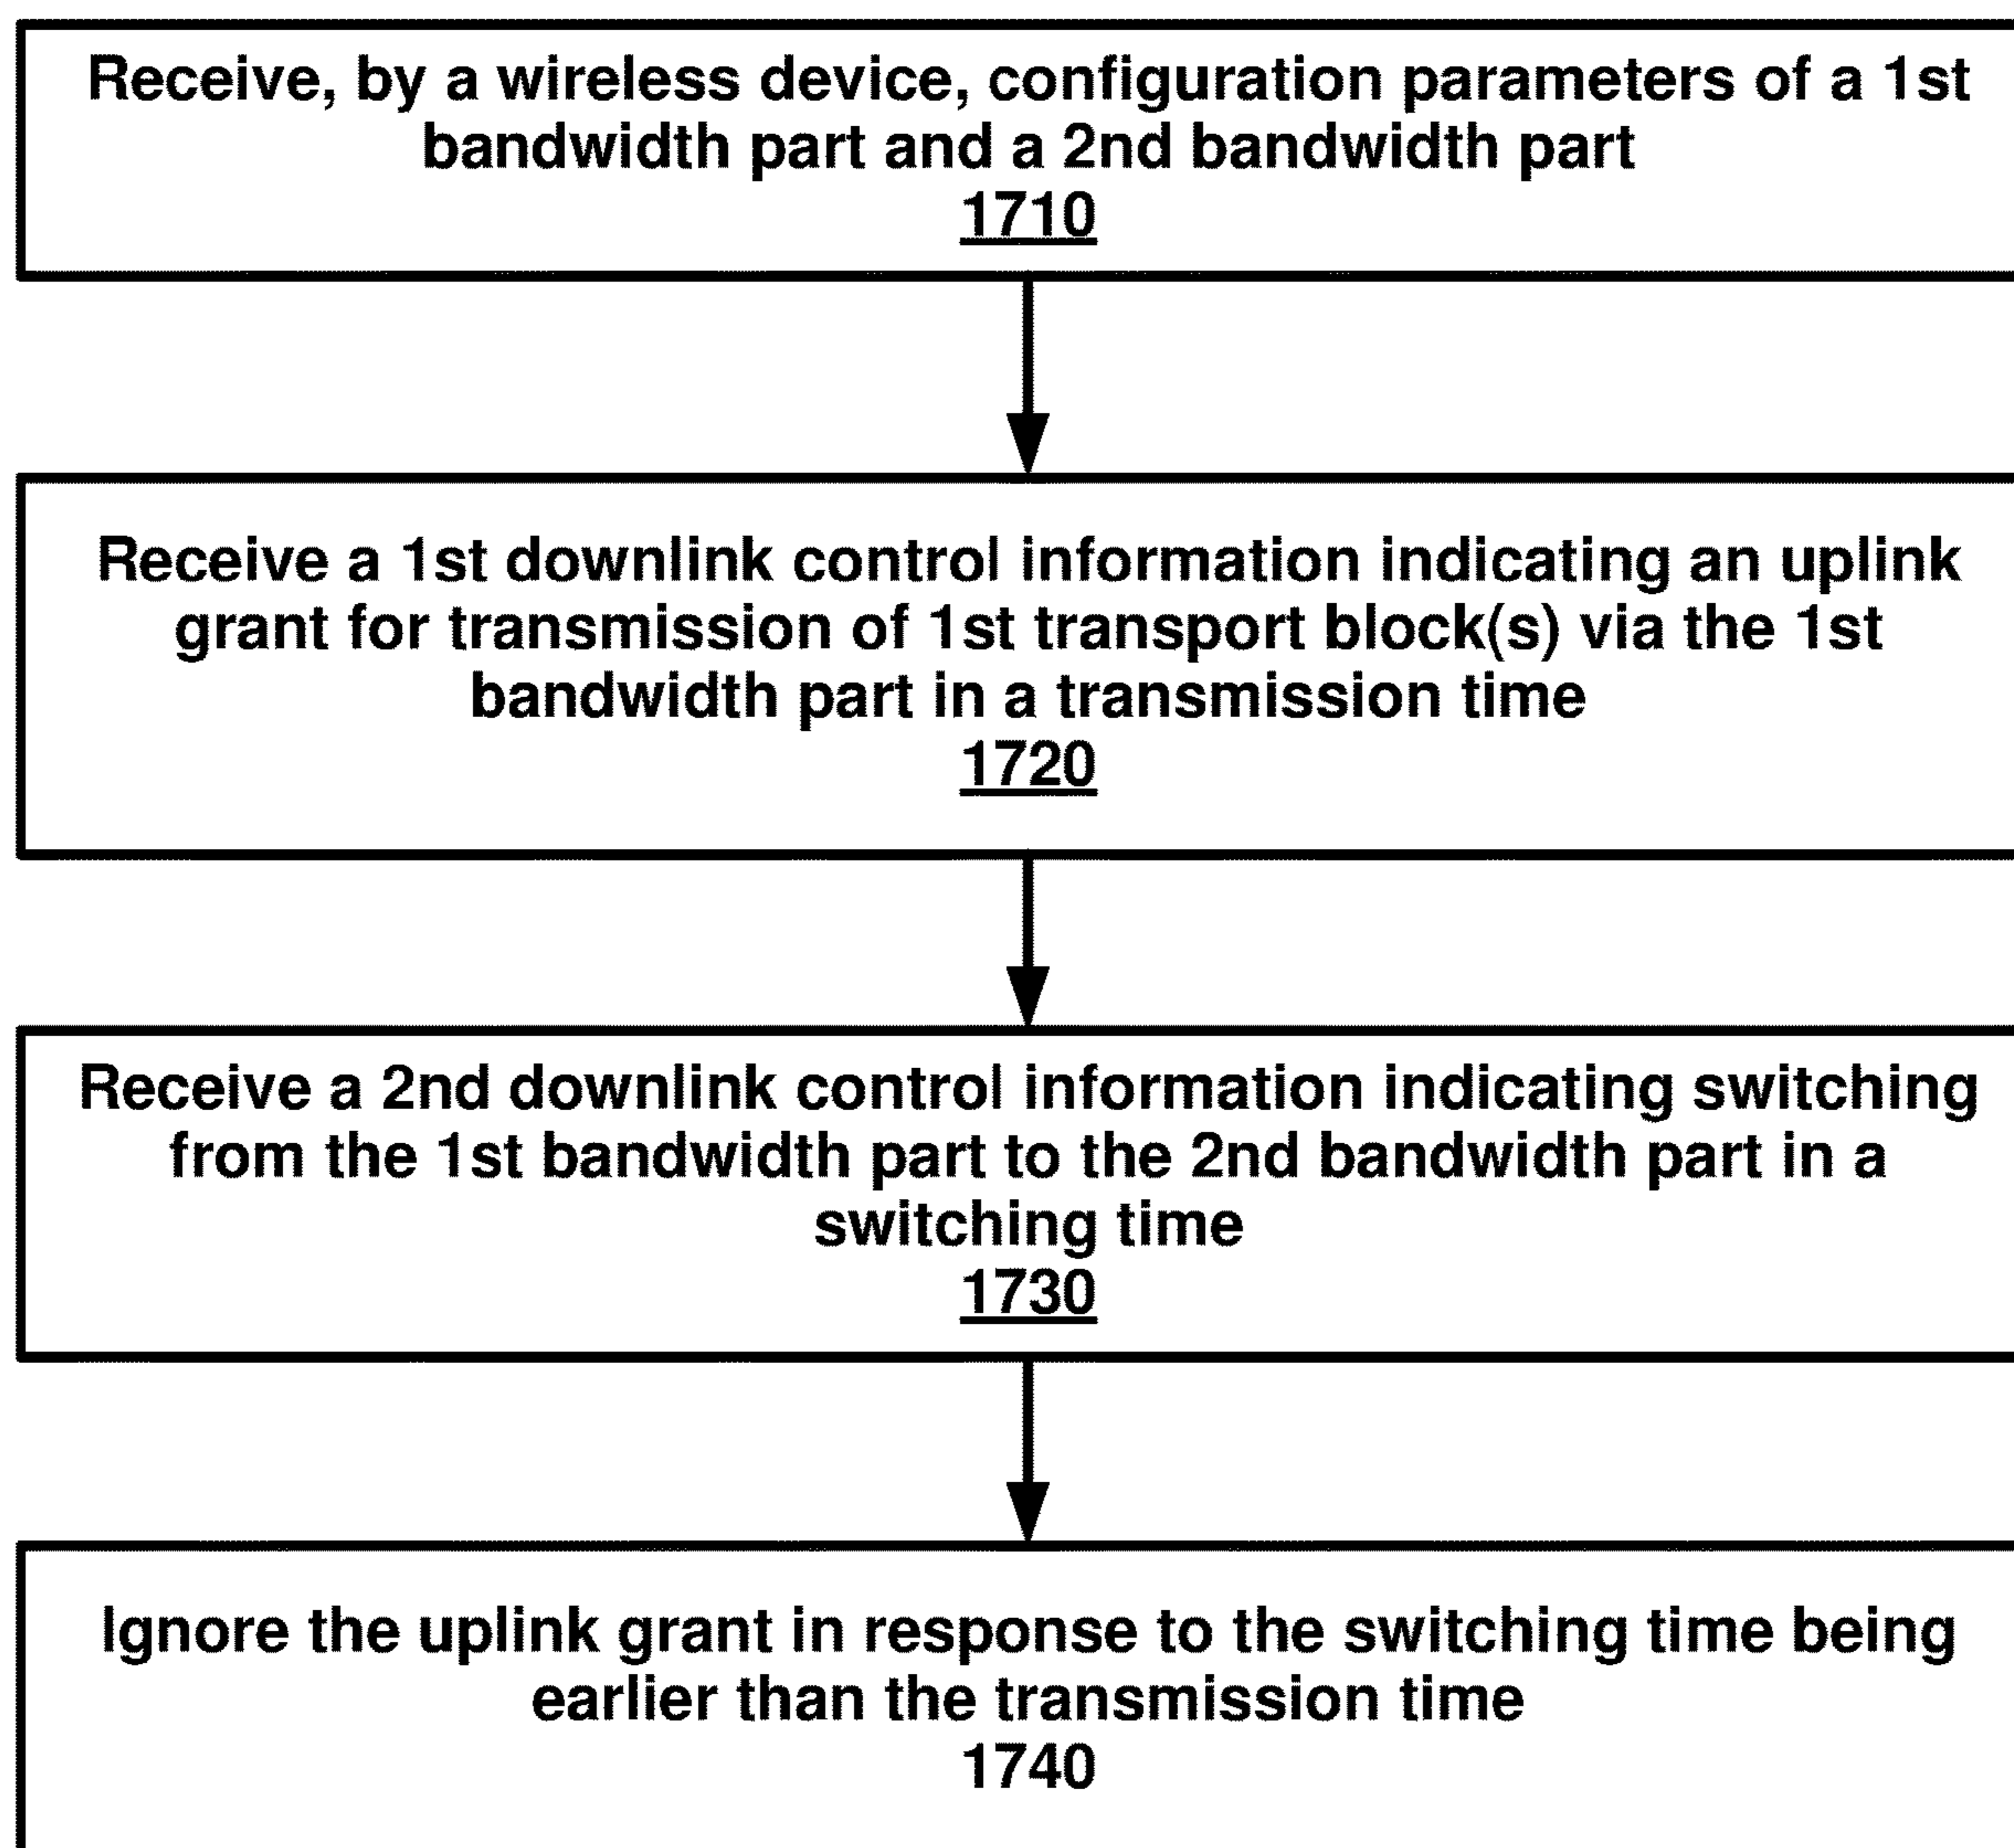 Receive, by a wireless device, configuration parameters of a 1st
bandwidth part and a 2nd bandwidth part
1710
Receive a 1st downlink control information indicating an uplink
grant for transmission of 1st transport block(s) via the 1st
bandwidth part in a transmission time
1720
Receive a 2nd downlink control information indicating switching
from the 1st bandwidth part to the 2nd bandwidth part in a
switching time
1730
Ignore the uplink grant in response to the switching time being
earlier than the transmission time
1740